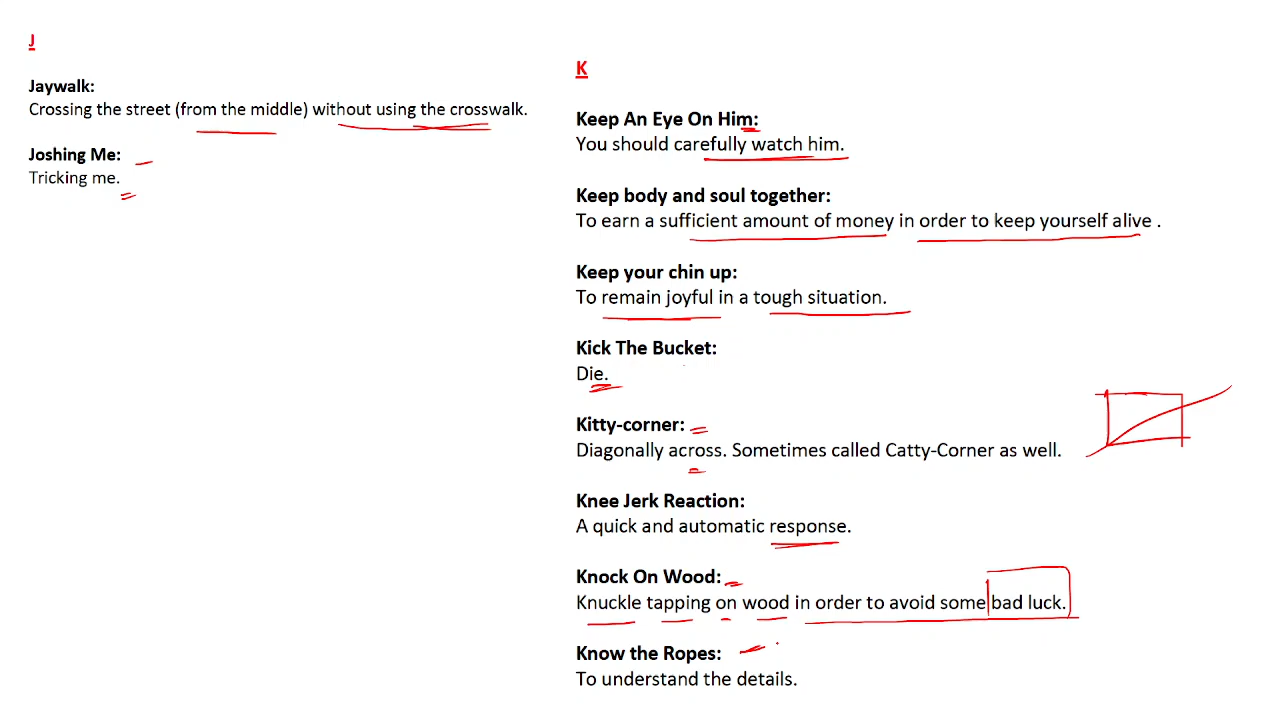 J
Jaywalk:
Crossing the street (from the middle) without using the crosswalk.
Joshing Me:
Tricking me.
K
Keep An Eye On Him:
You should carefully watch him.
Keep body and soul together:
To earn a sufficient amount of money in order to keep yourself alive .
Keep your chin up:
To remain joyful in a tough situation.
Kick The Bucket:
Die.
Kitty-corner:
Diagonally across. Sometimes called Catty-Corner as well.
Knee Jerk Reaction:
A quick and automatic response.
Knock On Wood:
Knuckle tapping on wood in order to avoid some bad luck.
Know the Ropes:
To understand the details.